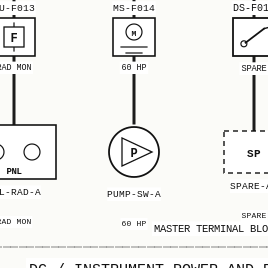 U-F013 MS-F014 DS-F01
F M
RAD MON 60 HP SPARE
P SP
PNL
L-RAD-A PUMP-SW-A SPARE-A
RAD MON 60 HP SPARE
MASTER TERMINAL BLO
DC / INSTRUMENT POWER AND